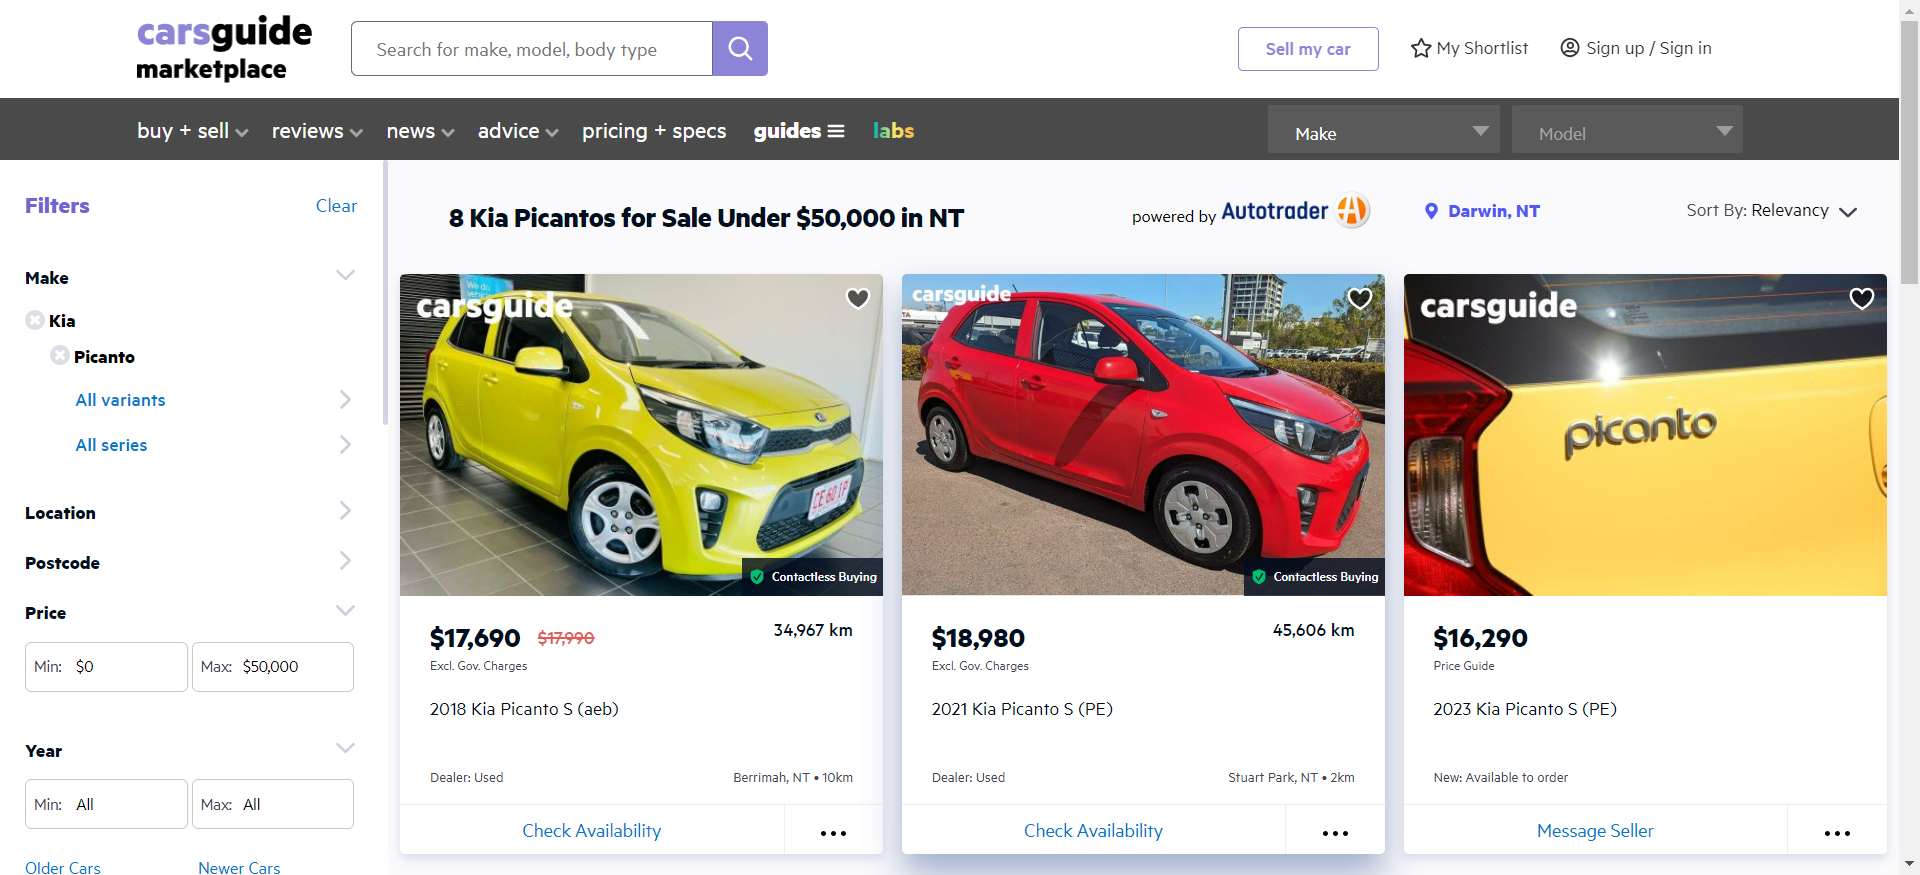 carsguide
marketplace
Search for make, model, body type
Sell my car
My Shortlist
Sign up / Sign in
buy + sell
reviews
news
advice
pricing + specs
guides
labs
Make
Model
Filters
Clear
Make
Kia
Picanto
All variants
All series
Location
Postcode
Price
Min: $0
Max: $50,000
Year
Min: All
Max: All
Older Cars
Newer Cars
8 Kia Picantos for Sale Under $50,000 in NT
powered by Autotrader
Darwin, NT
Sort By: Relevancy
We do
carsguide
CE 60 IP
Contactless Buying
$17,690 $17,990
34,967 km
Excl. Gov. Charges
2018 Kia Picanto S (aeb)
Dealer: Used
Berrimah, NT • 10km
Check Availability
carsguide
Contactless Buying
$18,980
45,606 km
Excl. Gov. Charges
2021 Kia Picanto S (PE)
Dealer: Used
Stuart Park, NT • 2km
Check Availability
carsguide
picanto
$16,290
Price Guide
2023 Kia Picanto S (PE)
New: Available to order
Message Seller